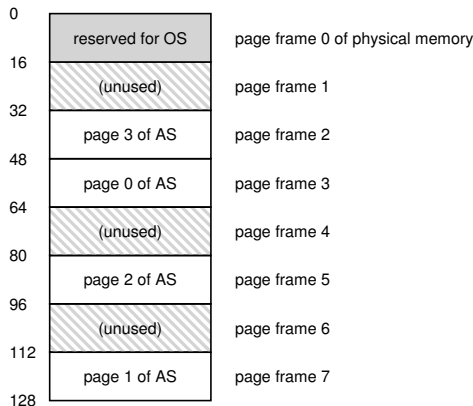 0
reserved for OS page frame 0 of physical memory
16
(unused) page frame 1
32
page 3 of AS page frame 2
48
page 0 of AS page frame 3
64
(unused) page frame 4
80
page 2 of AS page frame 5
96
(unused) page frame 6
112
page 1 of AS page frame 7
128